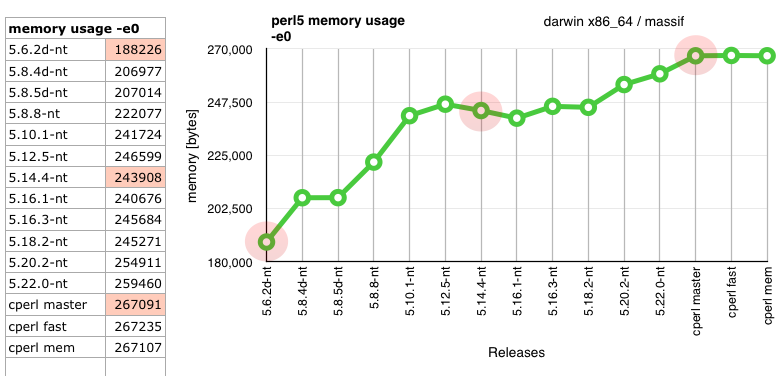 memory usage -e0
5.6.2d-nt 188226
5.8.4d-nt 206977
5.8.5d-nt 207014
5.8.8-nt 222077
5.10.1-nt 241724
5.12.5-nt 246599
5.14.4-nt 243908
5.16.1-nt 240676
5.16.3-nt 245684
5.18.2-nt 245271
5.20.2-nt 254911
5.22.0-nt 259460
cperl master 267091
cperl fast 267235
cperl mem 267107
perl5 memory usage
-e0
darwin x86_64 / massif
memory [bytes]
270,000
247,500
225,000
202,500
180,000
5.6.2d-nt
5.8.4d-nt
5.8.5d-nt
5.8.8-nt
5.10.1-nt
5.12.5-nt
5.14.4-nt
5.16.1-nt
5.16.3-nt
5.18.2-nt
5.20.2-nt
5.22.0-nt
cperl master
cperl fast
cperl mem
Releases